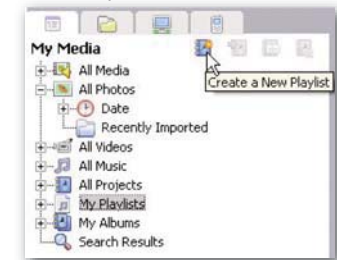 My Media
Create a New Playlist
All Media
All Photos
Date
Recently Imported
All Videos
All Music
All Projects
My Playlists
My Albums
Search Results